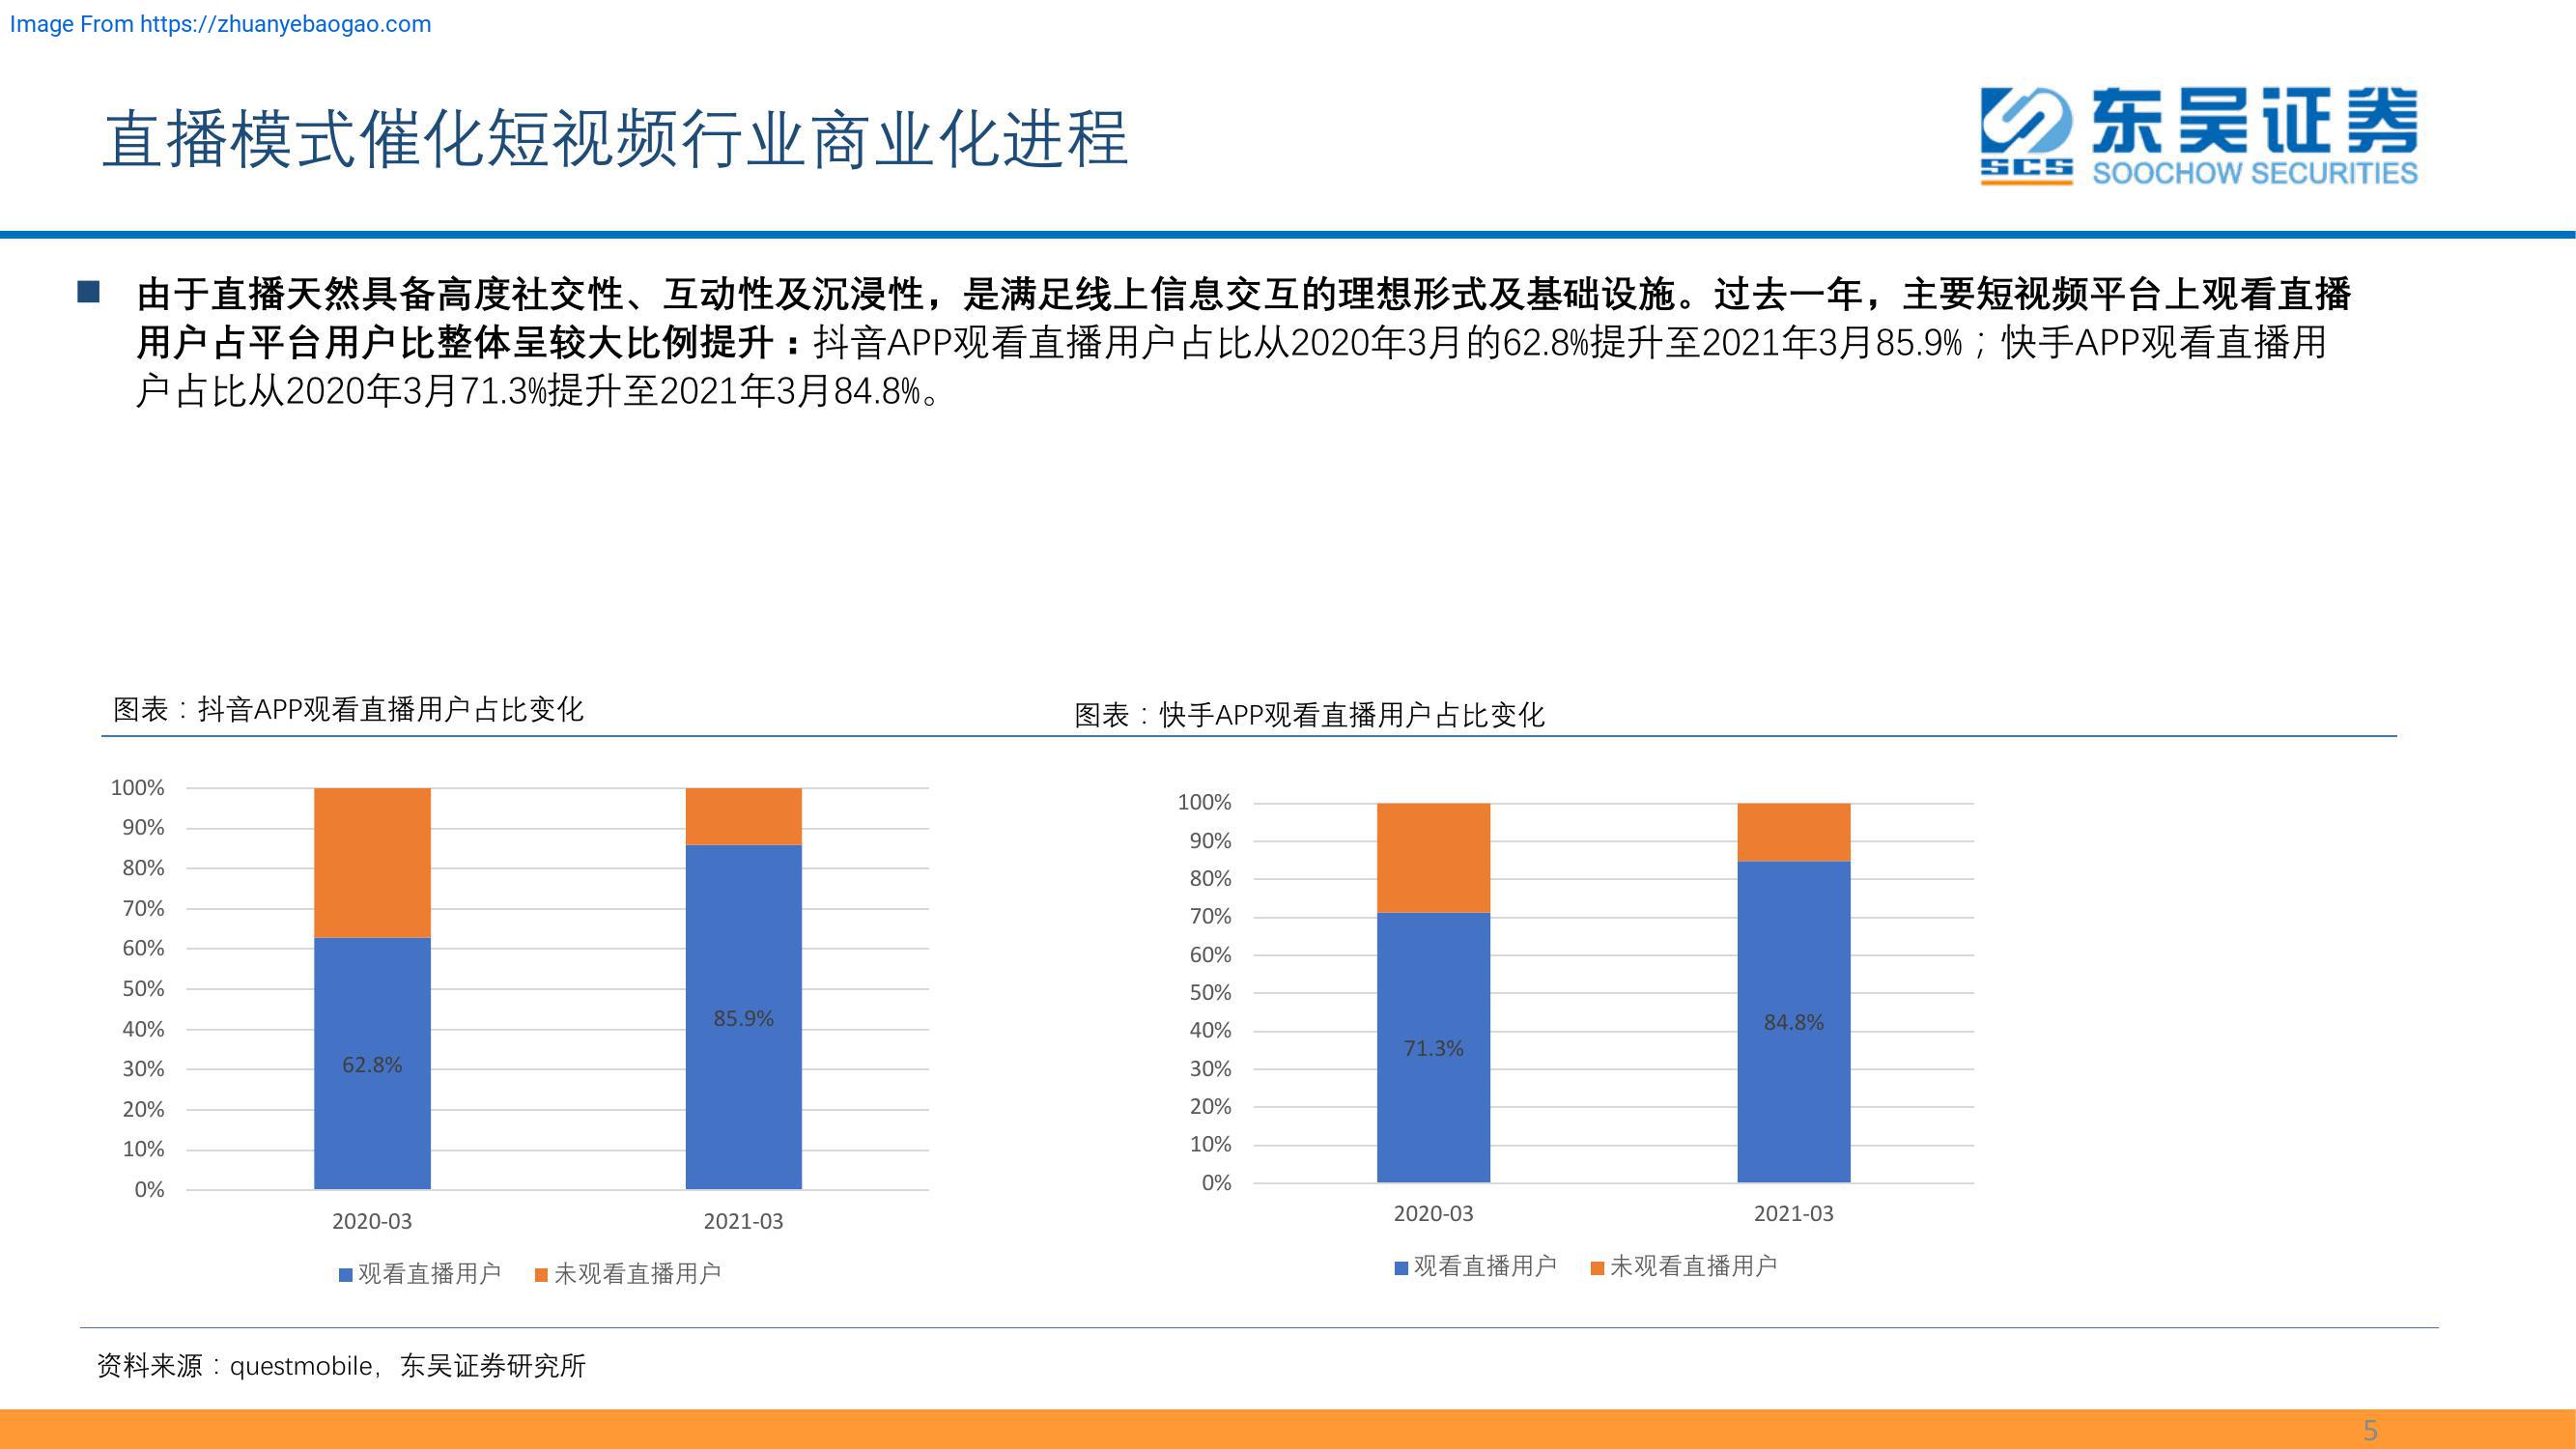 Image From https://zhuanyebaogao.com
直播模式催化短视频行业商业化进程
东吴证券
SCS
SOOCHOW SECURITIES
由于直播天然具备高度社交性、互动性及沉浸性，是满足线上信息交互的理想形式及基础设施。过去一年，主要短视频平台上观看直播
用户占平台用户比整体呈较大比例提升：抖音APP观看直播用户占比从2020年3月的62.8%提升至2021年3月85.9%；快手APP观看直播用
户占比从2020年3月71.3%提升至2021年3月84.8%。
图表：抖音APP观看直播用户占比变化
100%
90%
80%
70%
60%
50%
40%
30%
20%
10%
0%
62.8%
85.9%
2020-03
2021-03
观看直播用户 未观看直播用户
图表：快手APP观看直播用户占比变化
100%
90%
80%
70%
60%
50%
40%
30%
20%
10%
0%
71.3%
84.8%
2020-03
2021-03
观看直播用户 未观看直播用户
资料来源：questmobile，东吴证券研究所
5